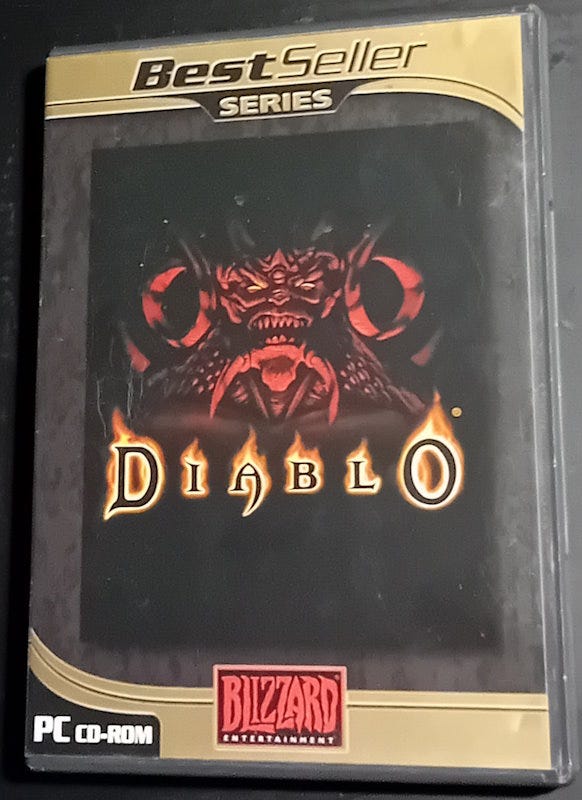 BestSeller
SERIES
DIABLO
BLIZZARD
ENTERTAINMENT
PC CD-ROM